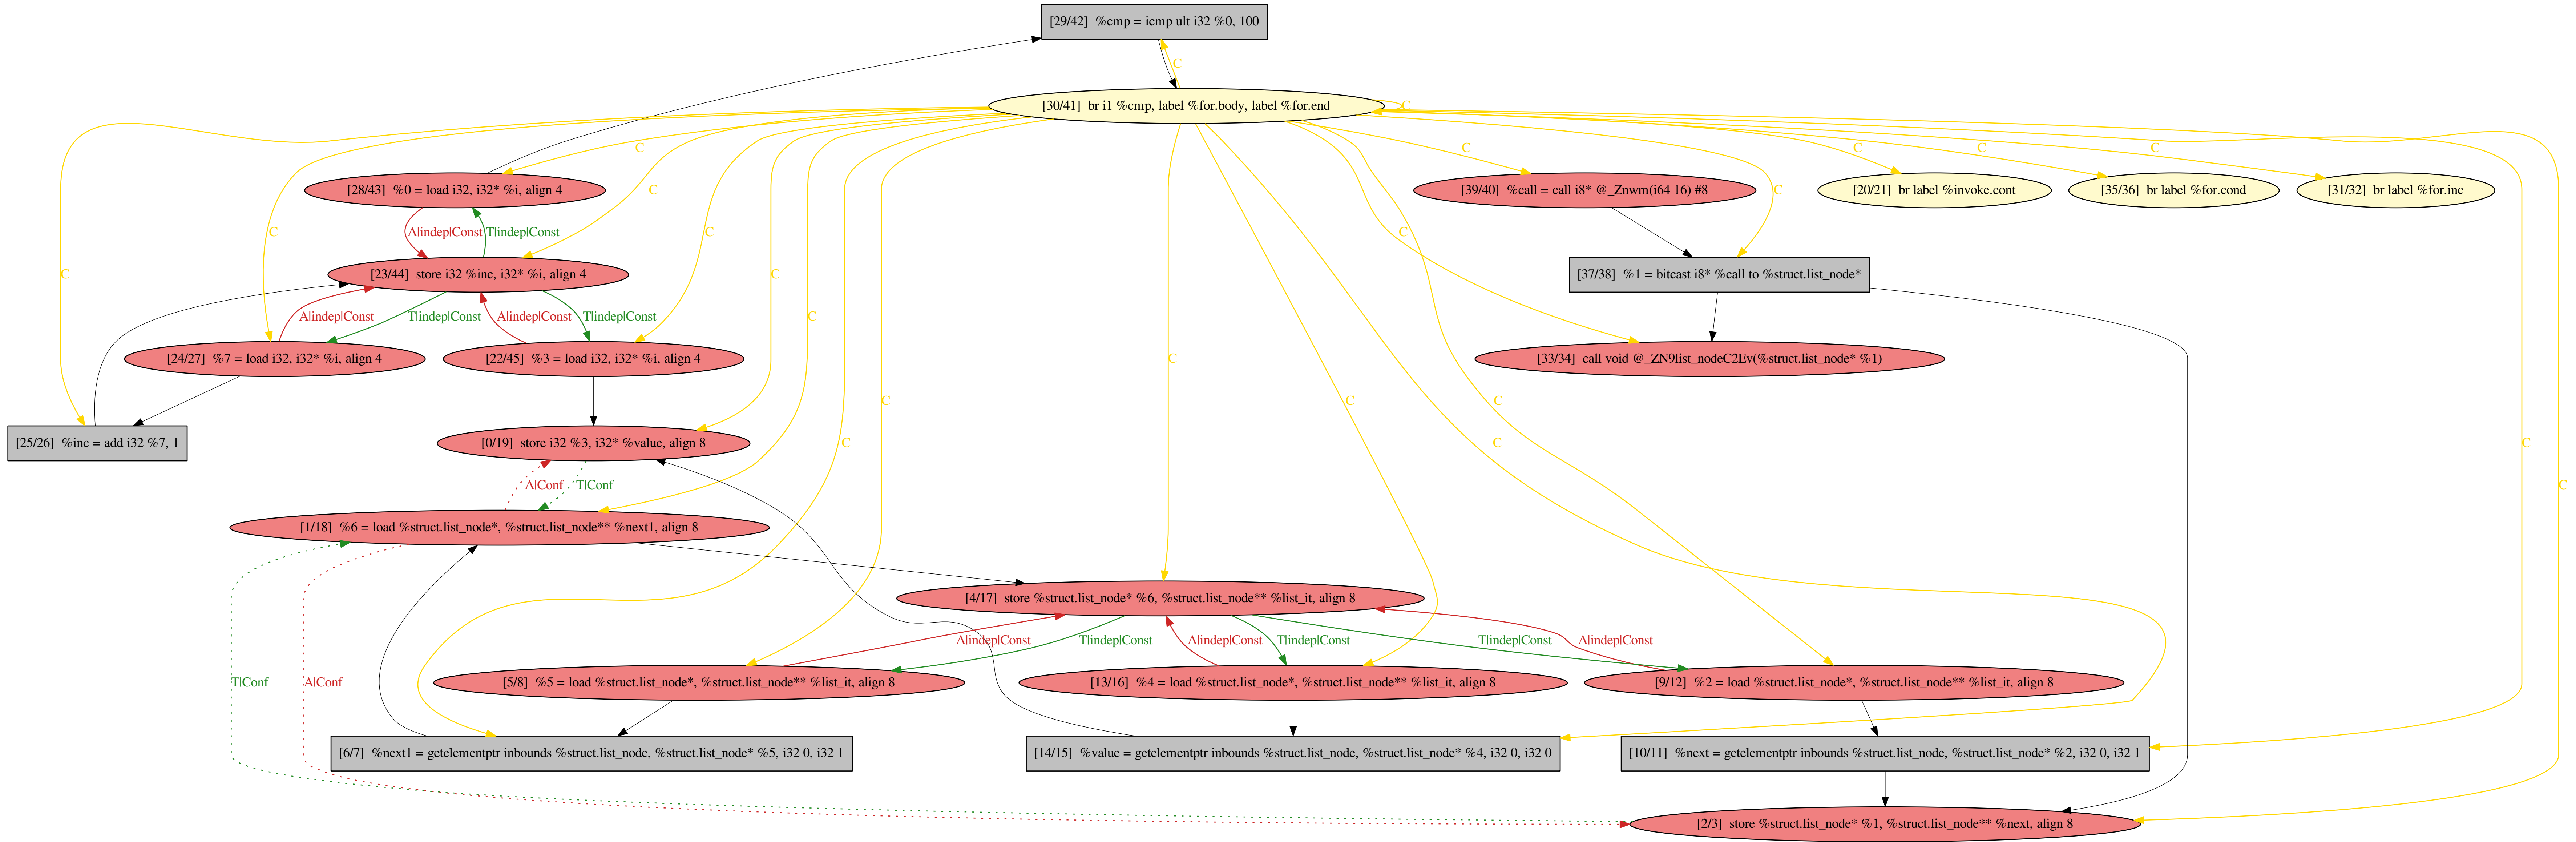 [29/42]  %cmp = icmp ult i32 %0, 100
C
[30/41]  br i1 %cmp, label %for.body, label %for.end
C
C
C
C
C
C
C
[28/43]  %0 = load i32, i32* %i, align 4
C
[39/40]  %call = call i8* @_Znwm(i64 16) #8
C
[20/21]  br label %invoke.cont
[35/36]  br label %for.cond
[31/32]  br label %for.inc
C
A|indep|Const
T|indep|Const
C
C
C
[23/44]  store i32 %inc, i32* %i, align 4
C
C
[37/38]  %1 = bitcast i8* %call to %struct.list_node*
A|indep|Const
T|indep|Const
A|indep|Const
T|indep|Const
C
[24/27]  %7 = load i32, i32* %i, align 4
[22/45]  %3 = load i32, i32* %i, align 4
C
[33/34]  call void @_ZN9list_nodeC2Ev(%struct.list_node* %1)
C
C
C
[25/26]  %inc = add i32 %7, 1
[0/19]  store i32 %3, i32* %value, align 8
C
C
C
A|Conf
T|Conf
C
[1/18]  %6 = load %struct.list_node*, %struct.list_node** %next1, align 8
[4/17]  store %struct.list_node* %6, %struct.list_node** %list_it, align 8
A|indep|Const
T|indep|Const
A|indep|Const
T|indep|Const
T|indep|Const
A|indep|Const
T|Conf
A|Conf
[5/8]  %5 = load %struct.list_node*, %struct.list_node** %list_it, align 8
[13/16]  %4 = load %struct.list_node*, %struct.list_node** %list_it, align 8
[9/12]  %2 = load %struct.list_node*, %struct.list_node** %list_it, align 8
[6/7]  %next1 = getelementptr inbounds %struct.list_node, %struct.list_node* %5, i32 0, i32 1
[14/15]  %value = getelementptr inbounds %struct.list_node, %struct.list_node* %4, i32 0, i32 0
[10/11]  %next = getelementptr inbounds %struct.list_node, %struct.list_node* %2, i32 0, i32 1
[2/3]  store %struct.list_node* %1, %struct.list_node** %next, align 8